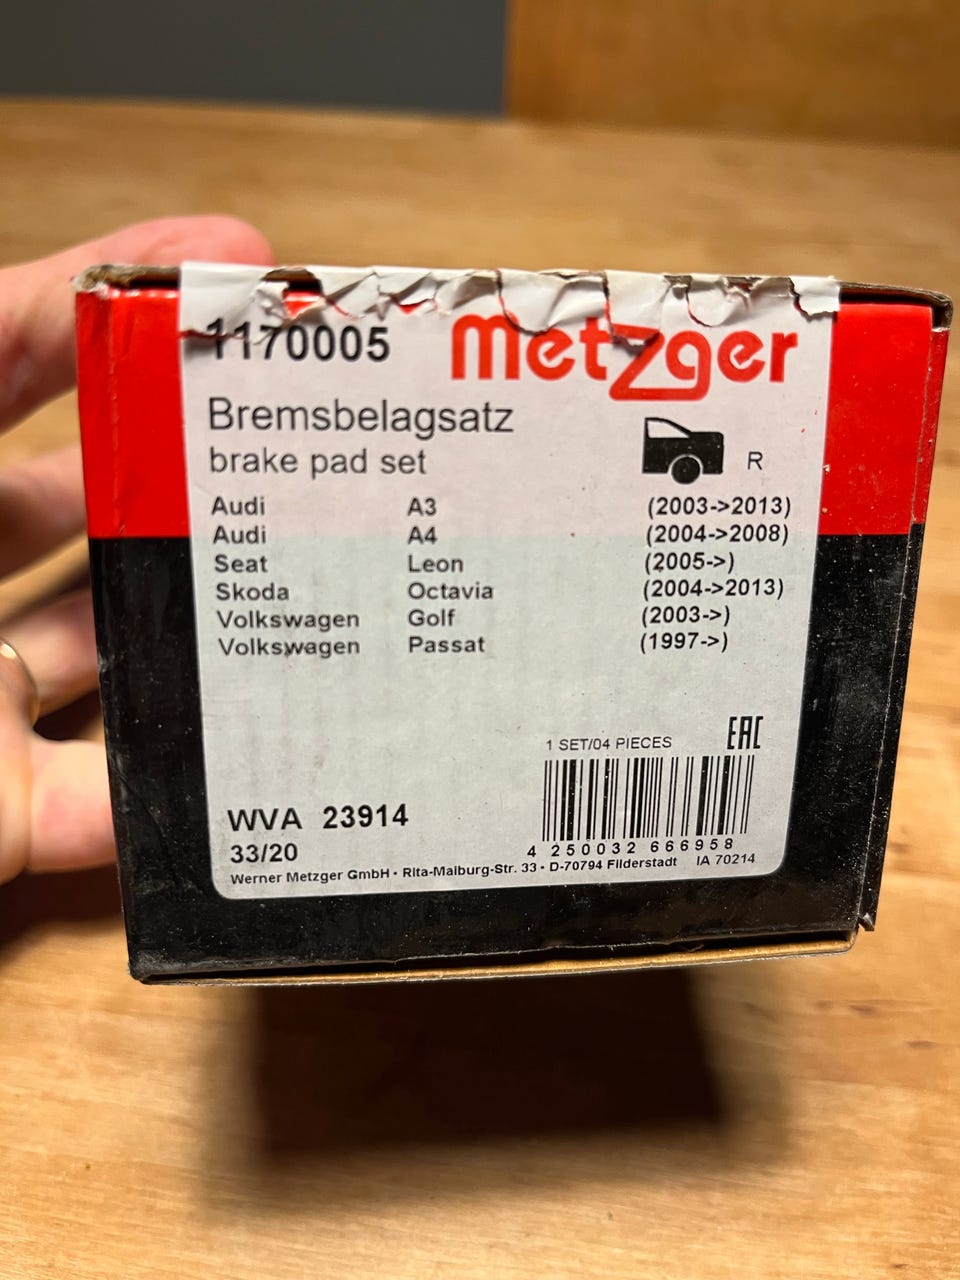 1170005 Metzger
Bremsbelagsatz
brake pad set R
Audi A3 (2003->2013)
Audi A4 (2004->2008)
Seat Leon (2005->)
Skoda Octavia (2004->2013)
Volkswagen Golf (2003->)
Volkswagen Passat (1997->)
1 SET/04 PIECES EAC
WVA 23914
33/20
4 250032 666958
Werner Metzger GmbH • Rita-Maiburg-Str. 33 • D-70794 Filderstadt IA 70214